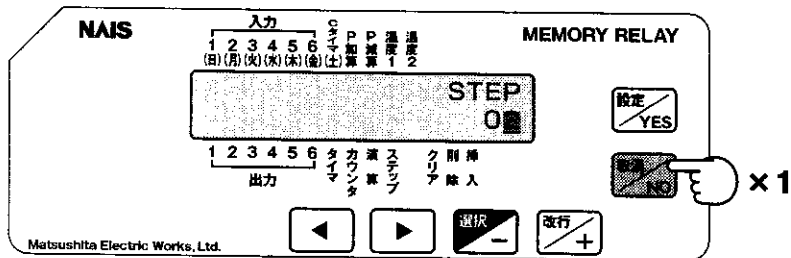 NAiS
MEMORY RELAY
入力
1 2 3 4 5 6 Cタイマ P加算 P減算 温度1 温度2
(日)(月)(火)(水)(木)(金)(土)
STEP
02
1 2 3 4 5 6 タイマ カウンタ 演算 ステップ クリア 削除 挿入
出力
設定/YES
取消/NO
×1
◀ ▶ 選択/− 改行/+
Matsushita Electric Works, Ltd.